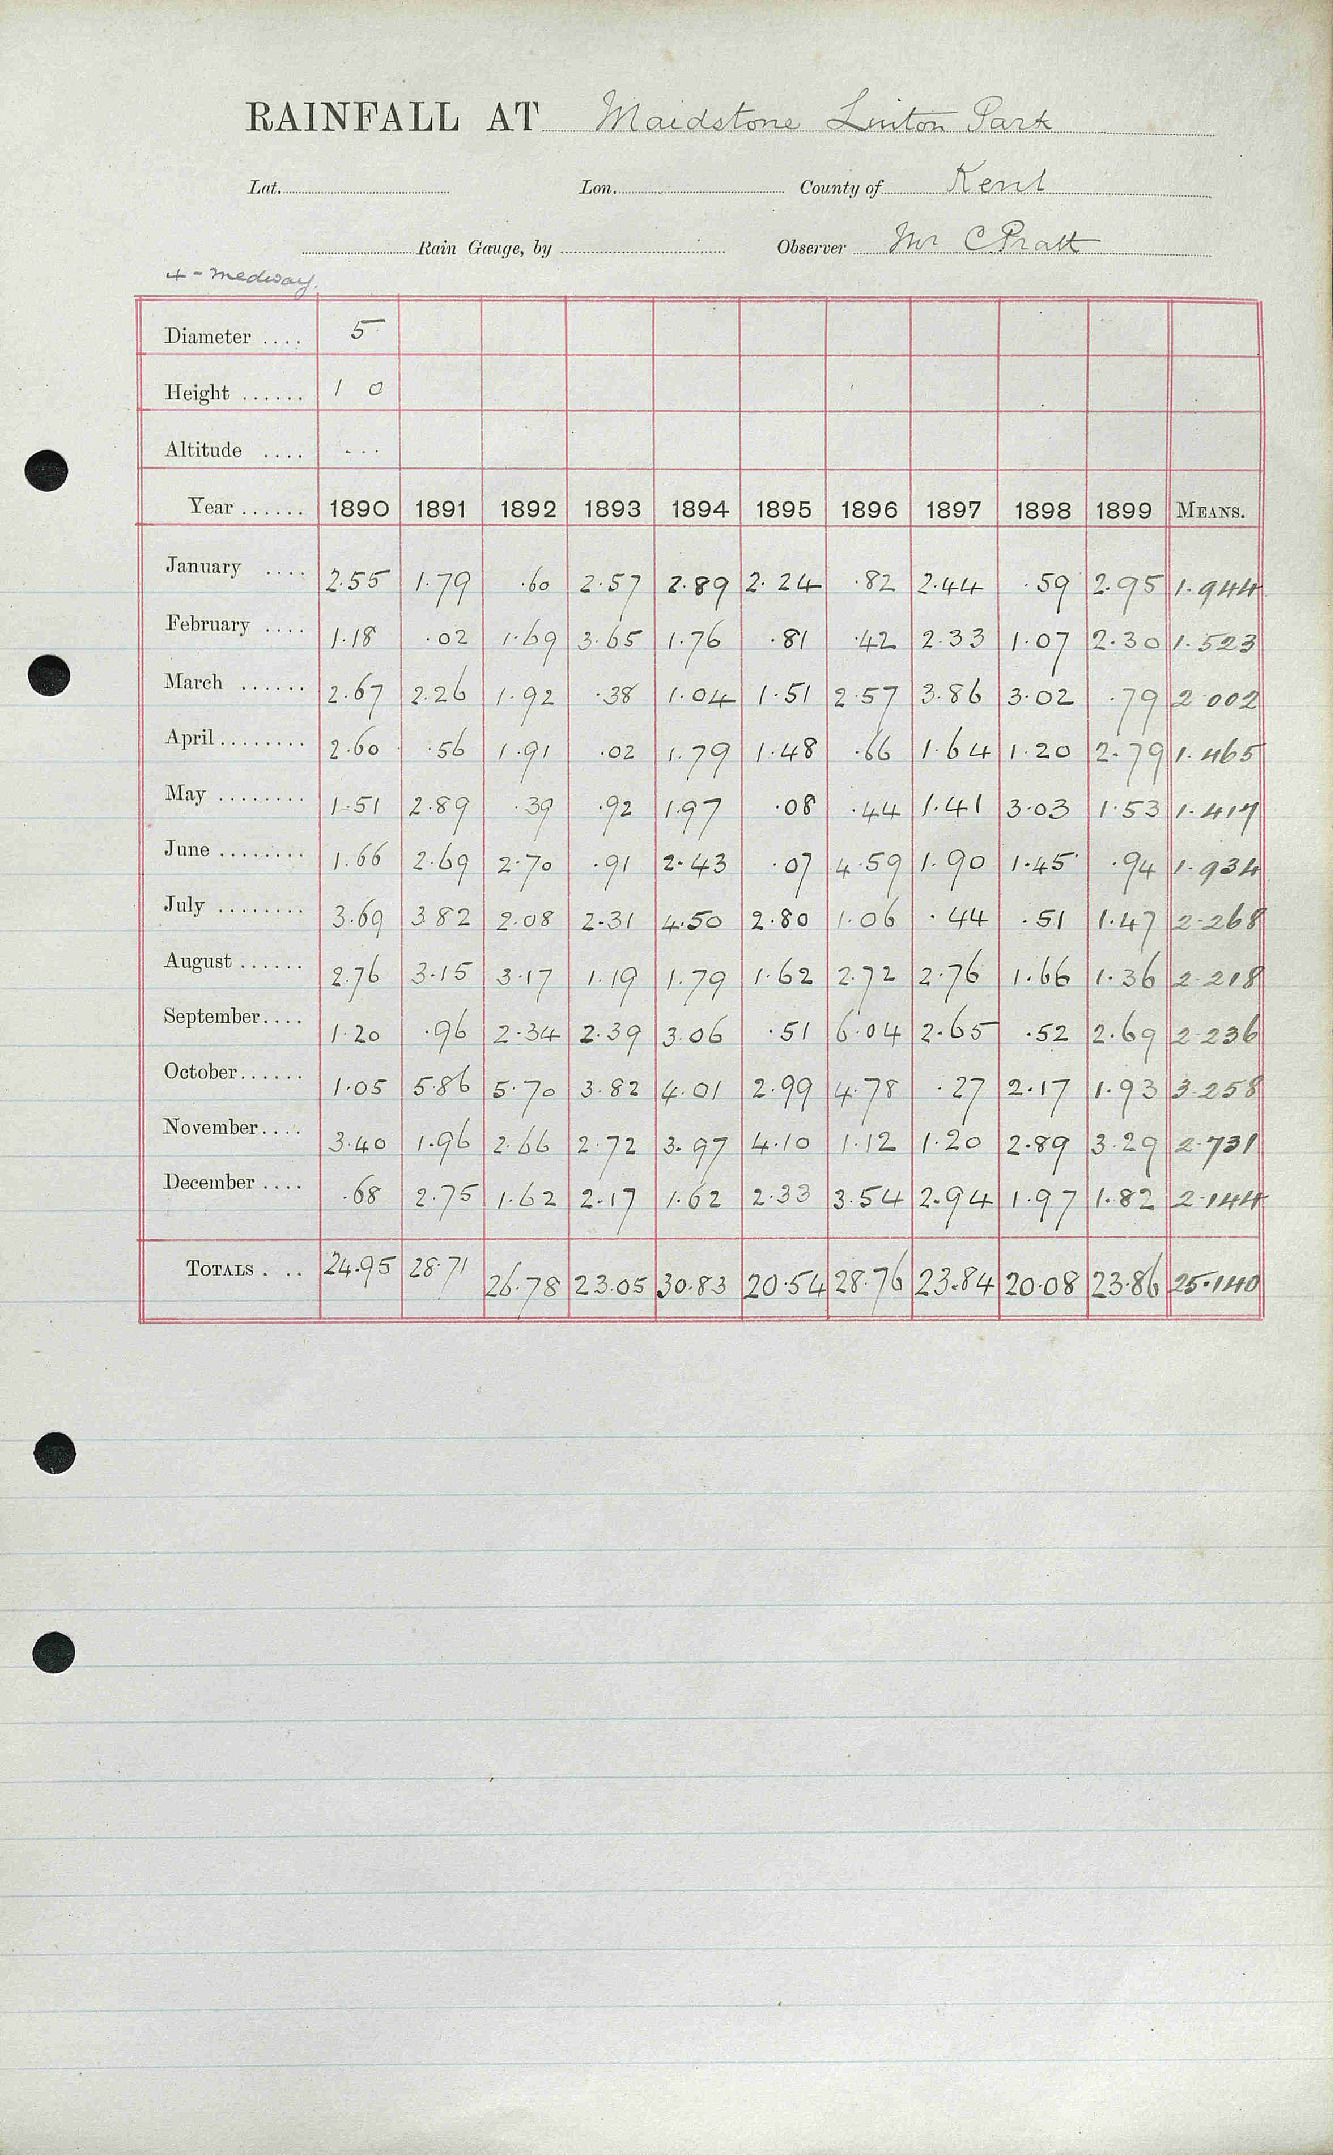 RAINFALL AT Maidstone Linton Park
Lat. Lon. County of Kent
Rain Gauge, by Observer Mr C Pratt
4 - Medway.
Diameter .... 5
Height ...... 1 0
Altitude .... ...
Year ...... 1890 1891 1892 1893 1894 1895 1896 1897 1898 1899 MEANS.
January .... 2.55 1.79 .60 2.57 2.89 2.24 .82 2.44 .59 2.95 1.944
February .... 1.18 .02 1.69 3.65 1.76 .81 .42 2.33 1.07 2.30 1.523
March ...... 2.67 2.26 1.92 .38 1.04 1.51 2.57 3.86 3.02 .79 2.002
April ........ 2.60 .56 1.91 .02 1.79 1.48 .66 1.64 1.20 2.79 1.465
May ........ 1.51 2.89 .39 .92 1.97 .08 .44 1.41 3.03 1.53 1.417
June ........ 1.66 2.69 2.70 .91 2.43 .07 4.59 1.90 1.45 .94 1.934
July ........ 3.69 3.82 2.08 2.31 4.50 2.80 1.06 .44 .51 1.47 2.268
August ...... 2.76 3.15 3.17 1.19 1.79 1.62 2.72 2.76 1.66 1.36 2.218
September .... 1.20 .96 2.34 2.39 3.06 .51 6.04 2.65 .52 2.69 2.236
October ...... 1.05 5.86 5.70 3.82 4.01 2.99 4.78 .27 2.17 1.93 3.258
November .... 3.40 1.96 2.66 2.72 3.97 4.10 1.12 1.20 2.89 3.29 2.731
December .... .68 2.75 1.62 2.17 1.62 2.33 3.54 2.94 1.97 1.82 2.144
TOTALS . .. 24.95 28.71 26.78 23.05 30.83 20.54 28.76 23.84 20.08 23.86 25.140